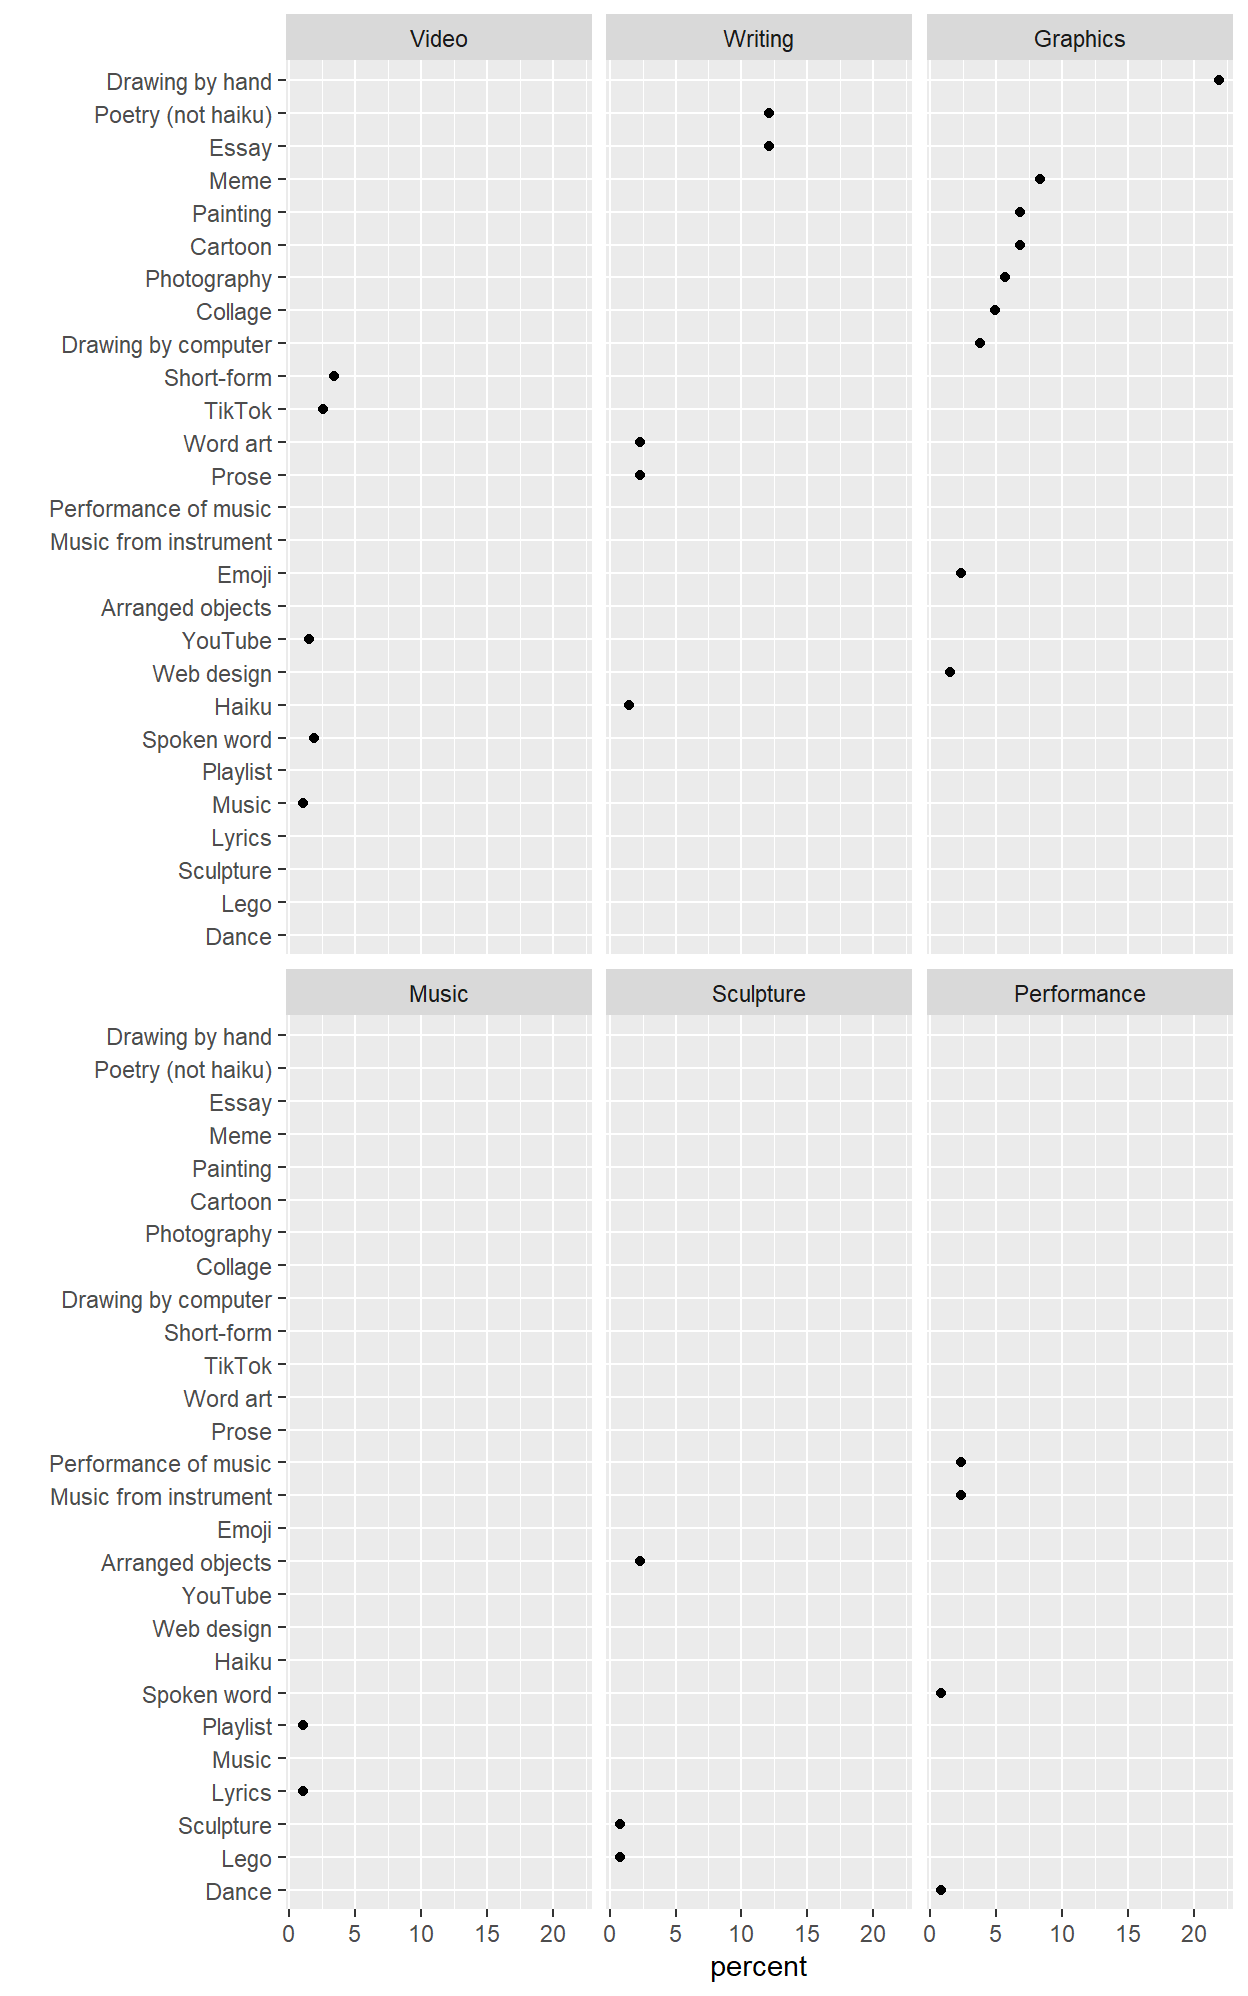 Video
Writing
Graphics
Drawing by hand
Poetry (not haiku)
Essay
Meme
Painting
Cartoon
Photography
Collage
Drawing by computer
Short-form
TikTok
Word art
Prose
Performance of music
Music from instrument
Emoji
Arranged objects
YouTube
Web design
Haiku
Spoken word
Playlist
Music
Lyrics
Sculpture
Lego
Dance
Music
Sculpture
Performance
Drawing by hand
Poetry (not haiku)
Essay
Meme
Painting
Cartoon
Photography
Collage
Drawing by computer
Short-form
TikTok
Word art
Prose
Performance of music
Music from instrument
Emoji
Arranged objects
YouTube
Web design
Haiku
Spoken word
Playlist
Music
Lyrics
Sculpture
Lego
Dance
0 5 10 15 20 0 5 10 15 20 0 5 10 15 20
percent